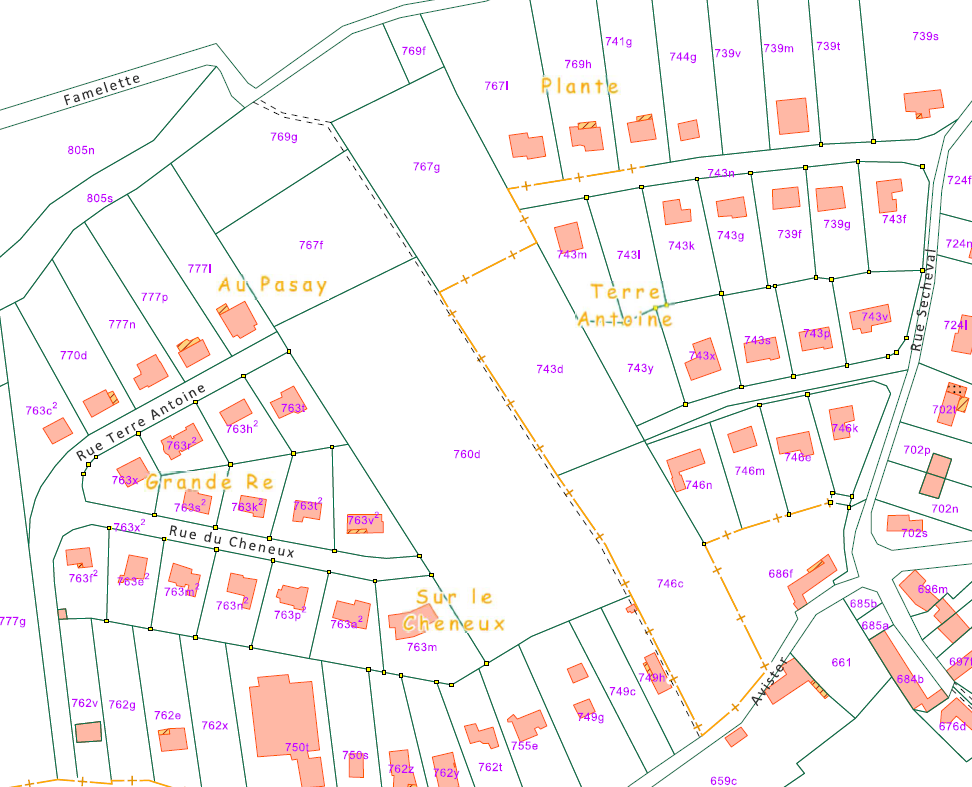 739s
741g
769f
739m
739t
744g
739v
769h
767l
Plante
Famelette
769g
805n
767g
743n
724f
805s
743f
739g
743g
739f
743k
767f
724n
743l
743m
777l
Au Pasay
Terre
777p
Antoine
743v
777n
724l
743p
743s
770d
743x
743y
743d
Rue Secheval
Rue Terre Antoine
763c²
763t
702t
763h²
746k
763r²
702p
760d
746e
746m
763x
Grande Re
746n
763s²
763k²
763t²
702n
763v²
763x²
Rue du Cheneux
702s
686f
763f²
763e²
746c
763m²
696m
763n²
Sur le
685b
763p²
777g
763a²
Cheneux
685a
763m
661
749h
684b
Avister
749c
762v
762g
762e
749g
762x
676d
755e
750t
750s
762z
762y
762t
659c